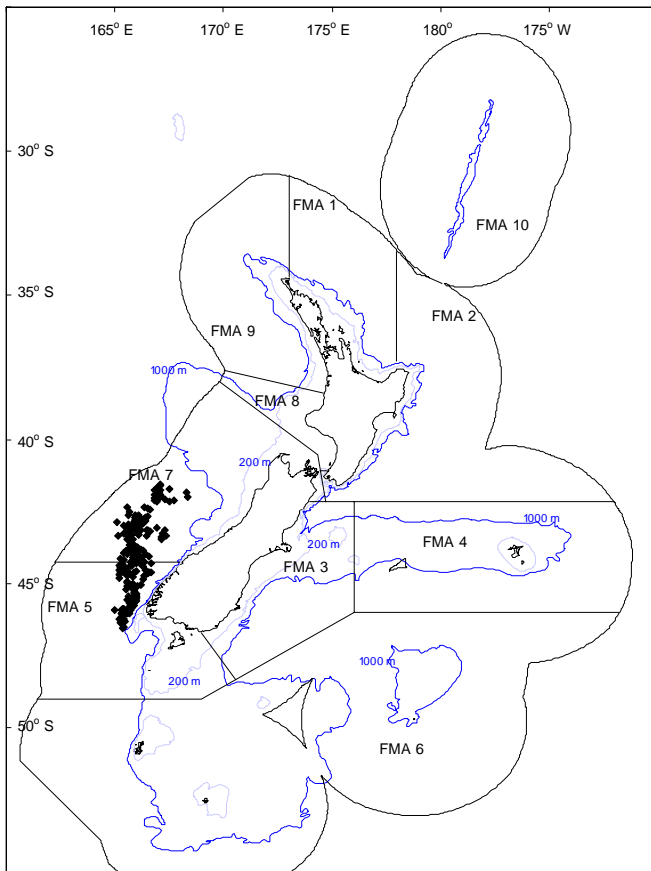 165° E 170° E 175° E 180° 175° W
30° S
FMA 1
FMA 10
35° S
FMA 2
FMA 9
1000 m
FMA 8
40° S
200 m
FMA 7
1000 m
200 m
FMA 4
FMA 3
45° S
FMA 5
1000 m
200 m
50° S
FMA 6